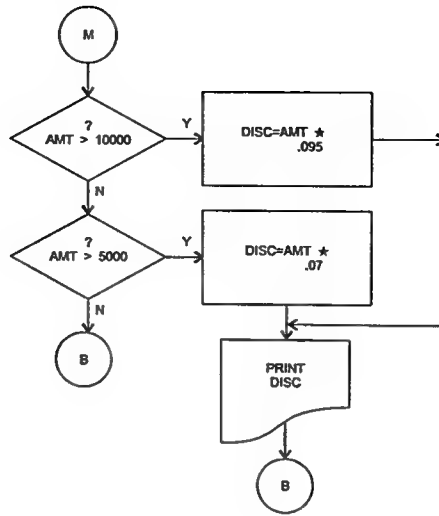 M
?
AMT > 10000
Y
DISC=AMT *
.095
N
?
AMT > 5000
Y
DISC=AMT *
.07
N
B
PRINT
DISC
B